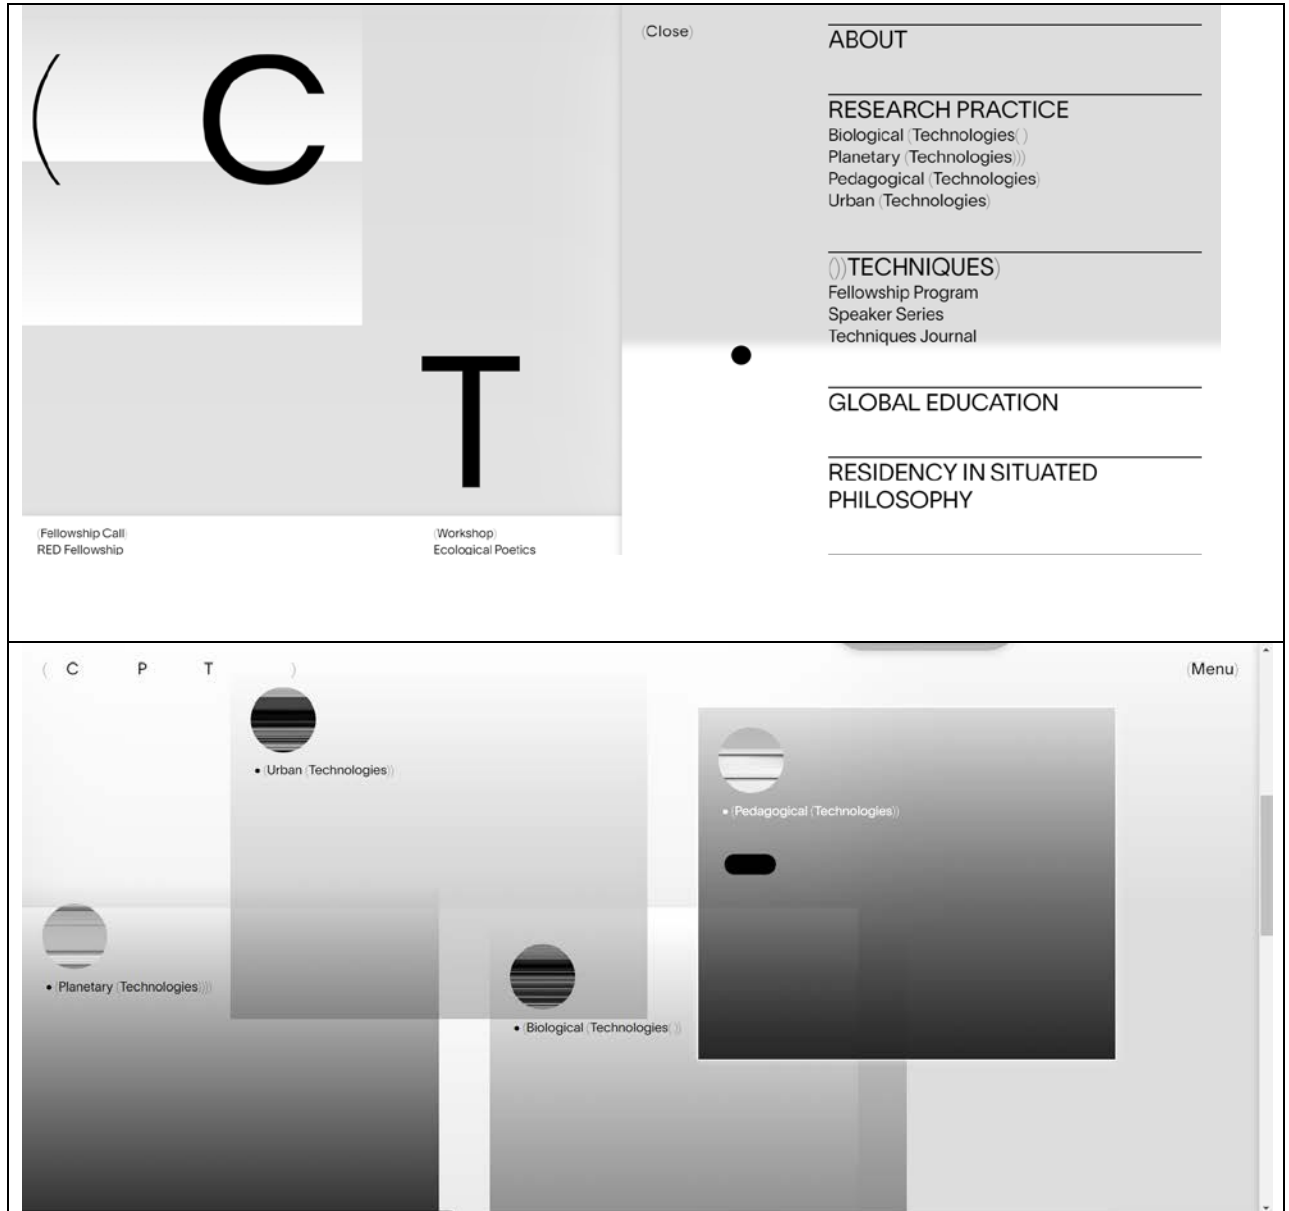 ( C
T
(Fellowship Call)
RED Fellowship
(Workshop)
Ecological Poetics
(Close)
ABOUT
RESEARCH PRACTICE
Biological (Technologies( )
Planetary (Technologies)))
Pedagogical (Technologies)
Urban (Technologies)
())TECHNIQUES)
Fellowship Program
Speaker Series
Techniques Journal
GLOBAL EDUCATION
RESIDENCY IN SITUATED
PHILOSOPHY
( C P T )
(Menu)
• (Urban (Technologies))
• (Pedagogical (Technologies))
• (Planetary (Technologies))))
• (Biological (Technologies( ))